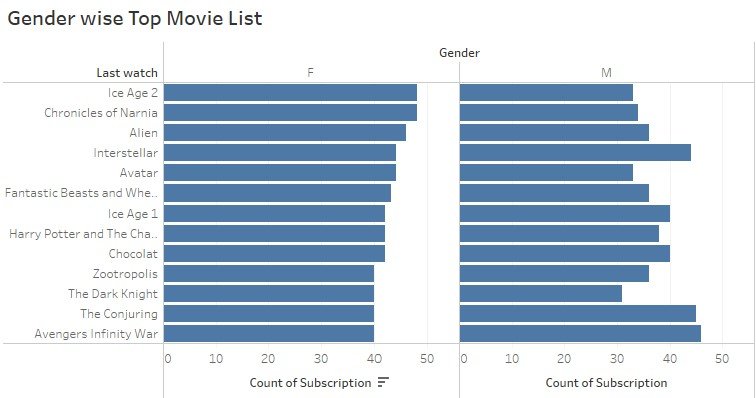 Gender wise Top Movie List
Gender
Last watch F M
Ice Age 2
Chronicles of Narnia
Alien
Interstellar
Avatar
Fantastic Beasts and Whe..
Ice Age 1
Harry Potter and The Cha..
Chocolat
Zootropolis
The Dark Knight
The Conjuring
Avengers Infinity War
0 10 20 30 40 50 0 10 20 30 40 50
Count of Subscription Count of Subscription